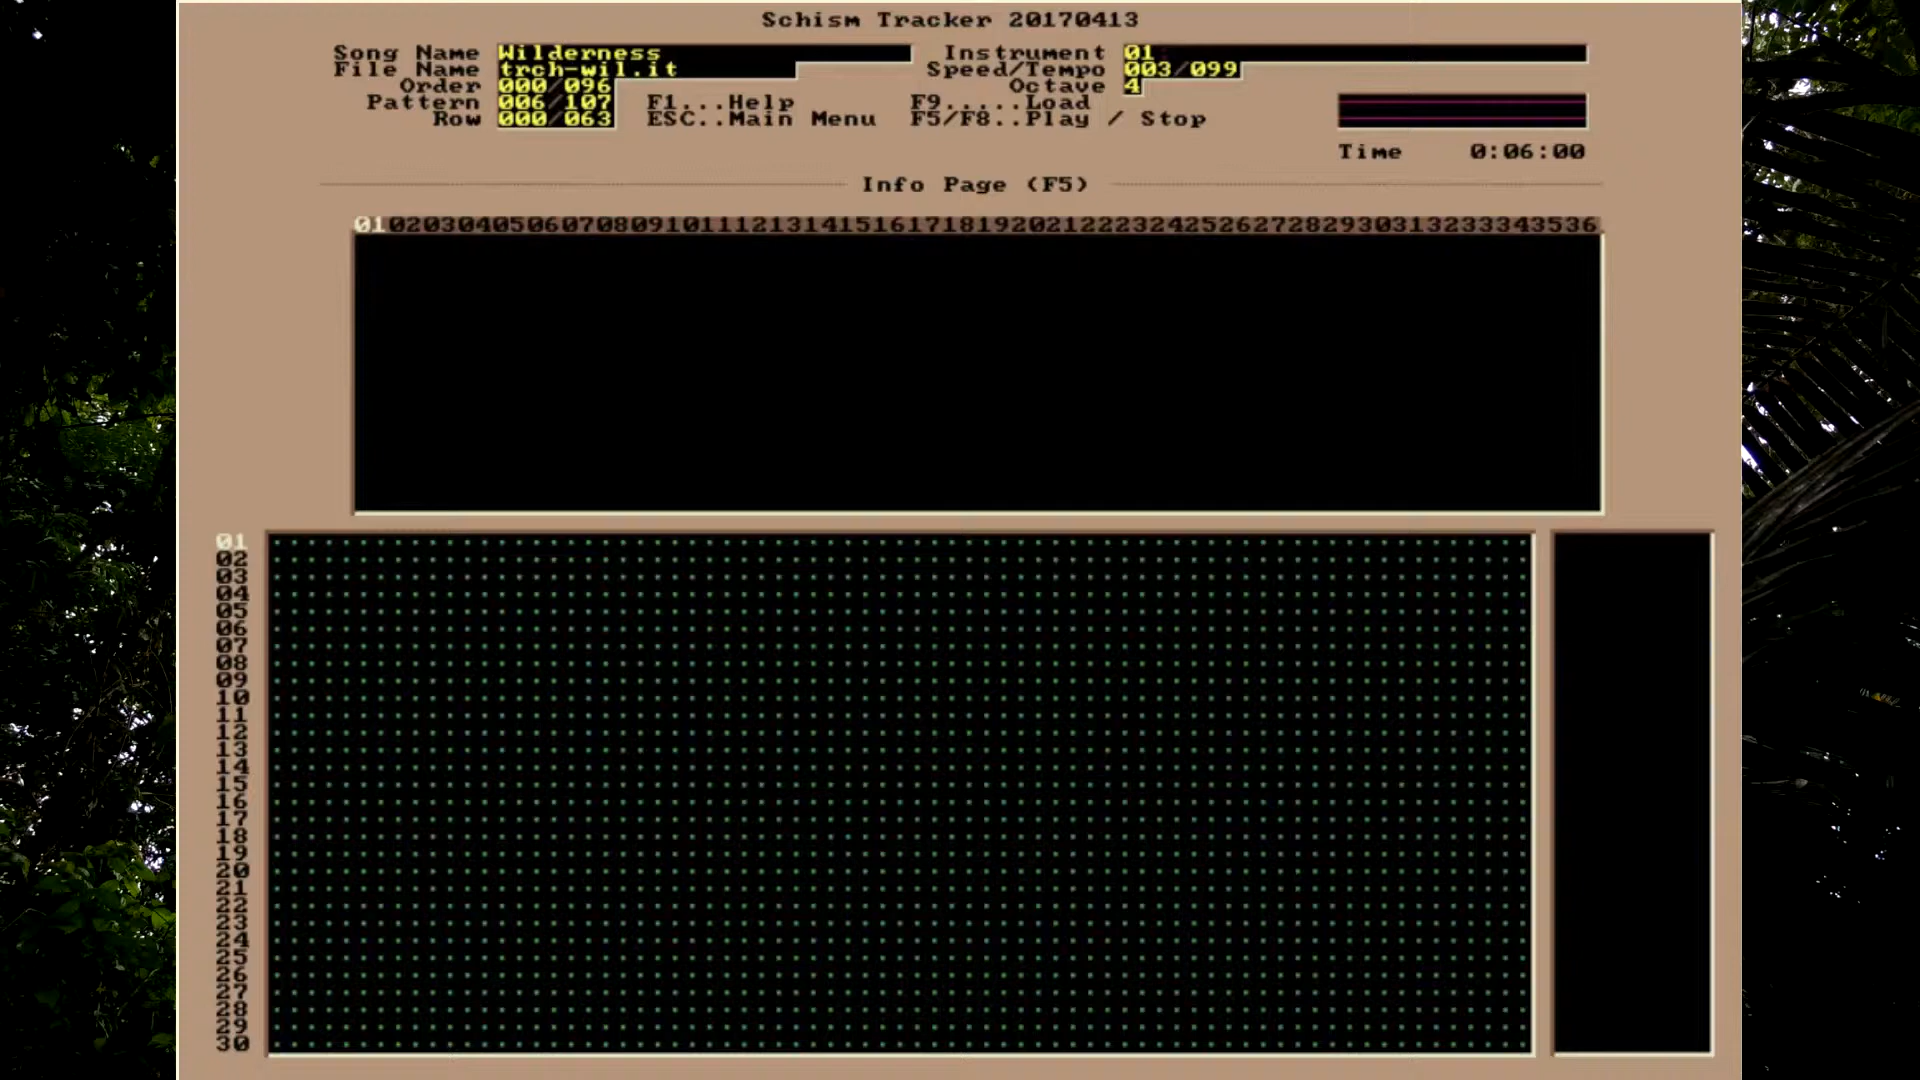 Schism Tracker 20170413
Song Name Wilderness
Instrument 01
File Name trch-wil.it
Speed/Tempo 003/099
Order 000/096
Octave 4
Pattern 006/107
F1...Help
F9.....Load
Row 000/063
ESC..Main Menu
F5/F8..Play / Stop
Time 0:06:00
Info Page (F5)
010203040506070809101112131415161718192021222324252627282930313233343536
01
02
03
04
05
06
07
08
09
10
11
12
13
14
15
16
17
18
19
20
21
22
23
24
25
26
27
28
29
30